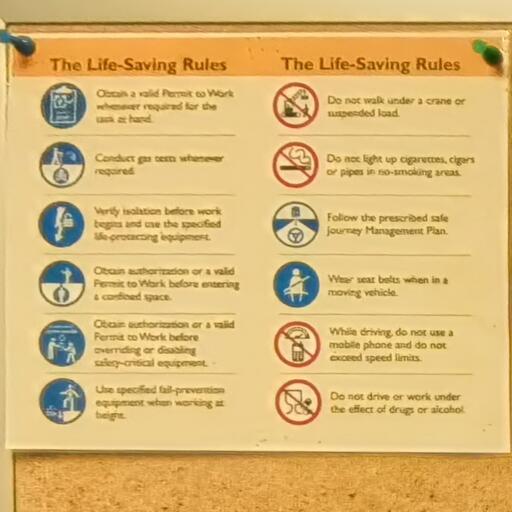 The Life-Saving Rules
Obtain a valid Permit to Work
whenever required for the
task at hand.
Conduct gas tests whenever
required.
Verify isolation before work
begins and use the specified
life-protecting equipment.
Obtain authorization or a valid
Permit to Work before entering
a confined space.
Obtain authorization or a valid
Permit to Work before
overriding or disabling
safety-critical equipment.
Use specified fall-prevention
equipment when working at
height.
The Life-Saving Rules
Do not walk under a crane or
suspended load.
Do not light up cigarettes, cigars
or pipes in no-smoking areas.
Follow the prescribed safe
Journey Management Plan.
Wear seat belts when in a
moving vehicle.
While driving, do not use a
mobile phone and do not
exceed speed limits.
Do not drive or work under
the effect of drugs or alcohol.